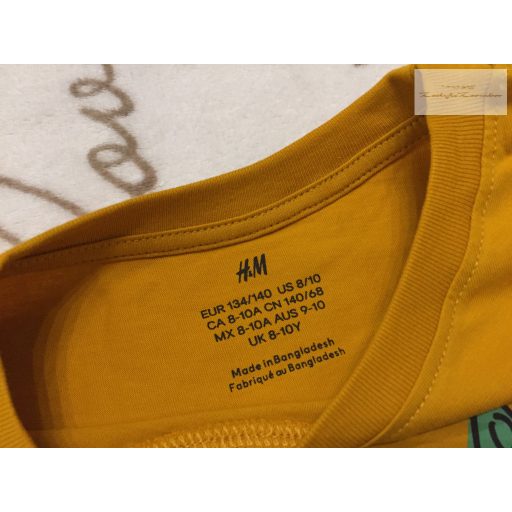 H&M
EUR 134/140 US 8/10
CA 8-10A CN 140/68
MX 8-10A AUS 9-10
UK 8-10Y
Made in Bangladesh
Fabriqué au Bangladesh